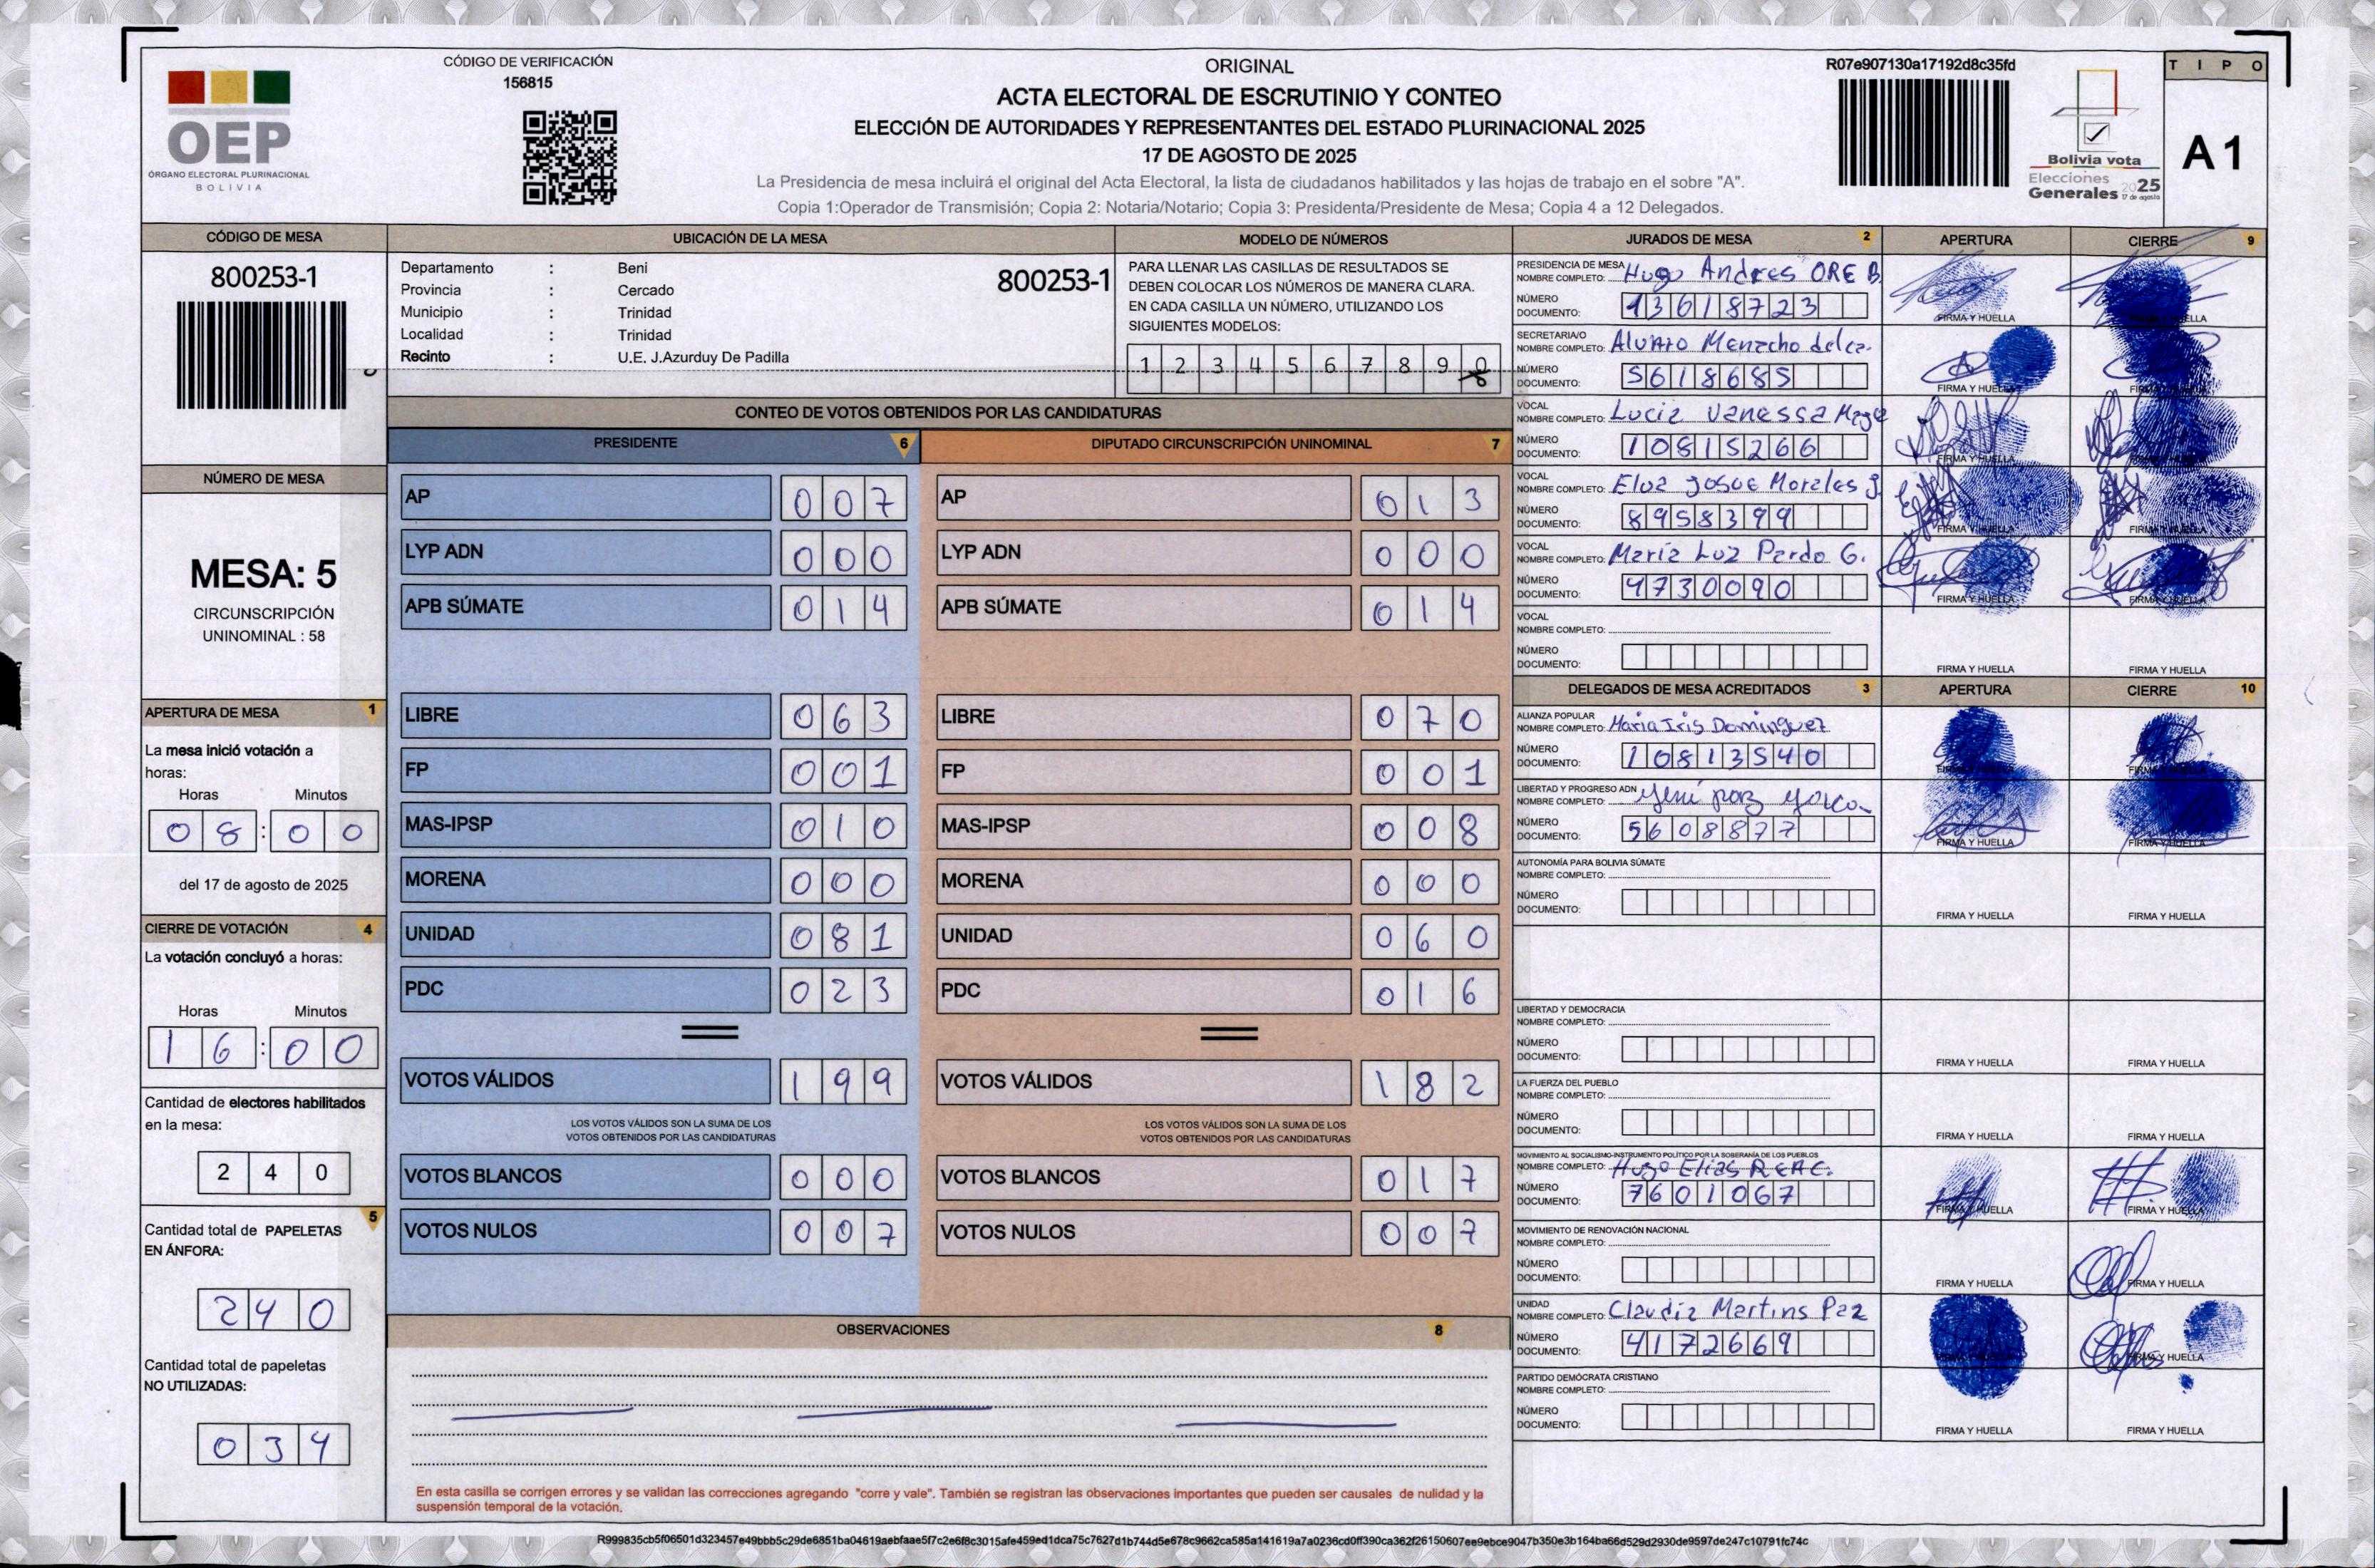 CÓDIGO DE VERIFICACIÓN
156815
OEP
ÓRGANO ELECTORAL PLURINACIONAL
BOLIVIA
ORIGINAL
ACTA ELECTORAL DE ESCRUTINIO Y CONTEO
ELECCIÓN DE AUTORIDADES Y REPRESENTANTES DEL ESTADO PLURINACIONAL 2025
17 DE AGOSTO DE 2025
La Presidencia de mesa incluirá el original del Acta Electoral, la lista de ciudadanos habilitados y las hojas de trabajo en el sobre "A".
Copia 1:Operador de Transmisión; Copia 2: Notaria/Notario; Copia 3: Presidenta/Presidente de Mesa; Copia 4 a 12 Delegados.
R07e907130a17192d8c35fd
Bolivia vota
Elecciones
Generales 2025
17 de agosto
TIPO
A1
CÓDIGO DE MESA
800253-1
UBICACIÓN DE LA MESA
Departamento : Beni
800253-1
Provincia : Cercado
Municipio : Trinidad
Localidad : Trinidad
Recinto : U.E. J.Azurduy De Padilla
MODELO DE NÚMEROS
PARA LLENAR LAS CASILLAS DE RESULTADOS SE
DEBEN COLOCAR LOS NÚMEROS DE MANERA CLARA.
EN CADA CASILLA UN NÚMERO, UTILIZANDO LOS
SIGUIENTES MODELOS:
1 2 3 4 5 6 7 8 9 0
NÚMERO DE MESA
MESA: 5
CIRCUNSCRIPCIÓN
UNINOMINAL : 58
APERTURA DE MESA 1
La mesa inició votación a
horas:
Horas Minutos
08:00
del 17 de agosto de 2025
CIERRE DE VOTACIÓN 4
La votación concluyó a horas:
Horas Minutos
16:00
Cantidad de electores habilitados
en la mesa:
240
5
Cantidad total de PAPELETAS
EN ÁNFORA:
240
Cantidad total de papeletas
NO UTILIZADAS:
034
CONTEO DE VOTOS OBTENIDOS POR LAS CANDIDATURAS
PRESIDENTE 6
AP 007
LYP ADN 000
APB SÚMATE 014
LIBRE 063
FP 001
MAS-IPSP 010
MORENA 000
UNIDAD 081
PDC 023
VOTOS VÁLIDOS 199
LOS VOTOS VÁLIDOS SON LA SUMA DE LOS
VOTOS OBTENIDOS POR LAS CANDIDATURAS
VOTOS BLANCOS 000
VOTOS NULOS 007
DIPUTADO CIRCUNSCRIPCIÓN UNINOMINAL 7
AP 013
LYP ADN 000
APB SÚMATE 014
LIBRE 070
FP 001
MAS-IPSP 008
MORENA 000
UNIDAD 060
PDC 016
VOTOS VÁLIDOS 182
LOS VOTOS VÁLIDOS SON LA SUMA DE LOS
VOTOS OBTENIDOS POR LAS CANDIDATURAS
VOTOS BLANCOS 017
VOTOS NULOS 007
OBSERVACIONES 8
En esta casilla se corrigen errores y se validan las correcciones agregando "corre y vale". También se registran las observaciones importantes que pueden ser causales de nulidad y la
suspensión temporal de la votación.
JURADOS DE MESA 2 APERTURA CIERRE 9
PRESIDENCIA DE MESA
NOMBRE COMPLETO: Hugo Andres ORE B.
NÚMERO
DOCUMENTO: 13618723
FIRMA Y HUELLA
SECRETARIA/O
NOMBRE COMPLETO: Alvaro Menacho
NÚMERO
DOCUMENTO: 5618685
FIRMA Y HUELLA
VOCAL
NOMBRE COMPLETO: Lucia Vanessa
NÚMERO
DOCUMENTO: 10815266
FIRMA Y HUELLA
VOCAL
NOMBRE COMPLETO: Elva Josue Morales
NÚMERO
DOCUMENTO: 8958399
FIRMA Y HUELLA FIRMA Y HUELLA
VOCAL
NOMBRE COMPLETO: María Luz Pardo G.
NÚMERO
DOCUMENTO: 4730090
FIRMA Y HUELLA FIRMA Y HUELLA
VOCAL
NOMBRE COMPLETO:
NÚMERO
DOCUMENTO:
FIRMA Y HUELLA FIRMA Y HUELLA
DELEGADOS DE MESA ACREDITADOS 3 APERTURA CIERRE 10
ALIANZA POPULAR
NOMBRE COMPLETO: Maria Iris Dominguez
NÚMERO
DOCUMENTO: 10813540
LIBERTAD Y PROGRESO ADN
NOMBRE COMPLETO:
NÚMERO
DOCUMENTO: 5608877
FIRMA Y HUELLA FIRMA Y HUELLA
AUTONOMÍA PARA BOLIVIA SÚMATE
NOMBRE COMPLETO:
NÚMERO
DOCUMENTO:
FIRMA Y HUELLA FIRMA Y HUELLA
LIBERTAD Y DEMOCRACIA
NOMBRE COMPLETO:
NÚMERO
DOCUMENTO:
FIRMA Y HUELLA FIRMA Y HUELLA
LA FUERZA DEL PUEBLO
NOMBRE COMPLETO:
NÚMERO
DOCUMENTO:
FIRMA Y HUELLA FIRMA Y HUELLA
MOVIMIENTO AL SOCIALISMO-INSTRUMENTO POLÍTICO POR LA SOBERANÍA DE LOS PUEBLOS
NOMBRE COMPLETO: Hugo Elias
NÚMERO
DOCUMENTO: 7601067
FIRMA Y HUELLA FIRMA Y HUELLA
MOVIMIENTO DE RENOVACIÓN NACIONAL
NOMBRE COMPLETO:
NÚMERO
DOCUMENTO:
FIRMA Y HUELLA FIRMA Y HUELLA
UNIDAD
NOMBRE COMPLETO: Claudia Martins Paz
NÚMERO
DOCUMENTO: 4172669
FIRMA Y HUELLA
PARTIDO DEMÓCRATA CRISTIANO
NOMBRE COMPLETO:
NÚMERO
DOCUMENTO:
FIRMA Y HUELLA FIRMA Y HUELLA